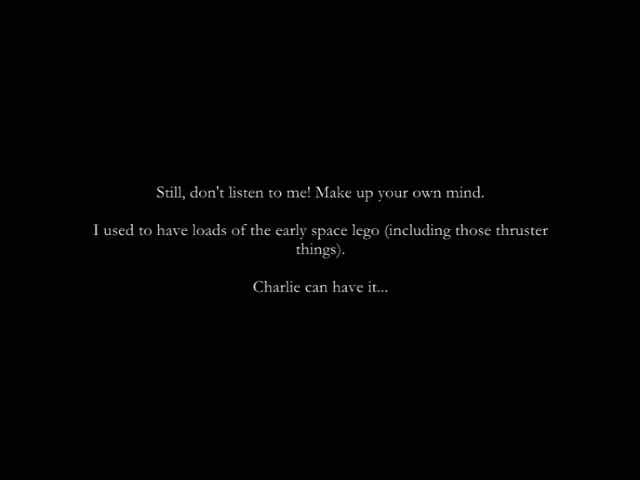 Still, don't listen to me! Make up your own mind.
I used to have loads of the early space lego (including those thruster
things).
Charlie can have it...